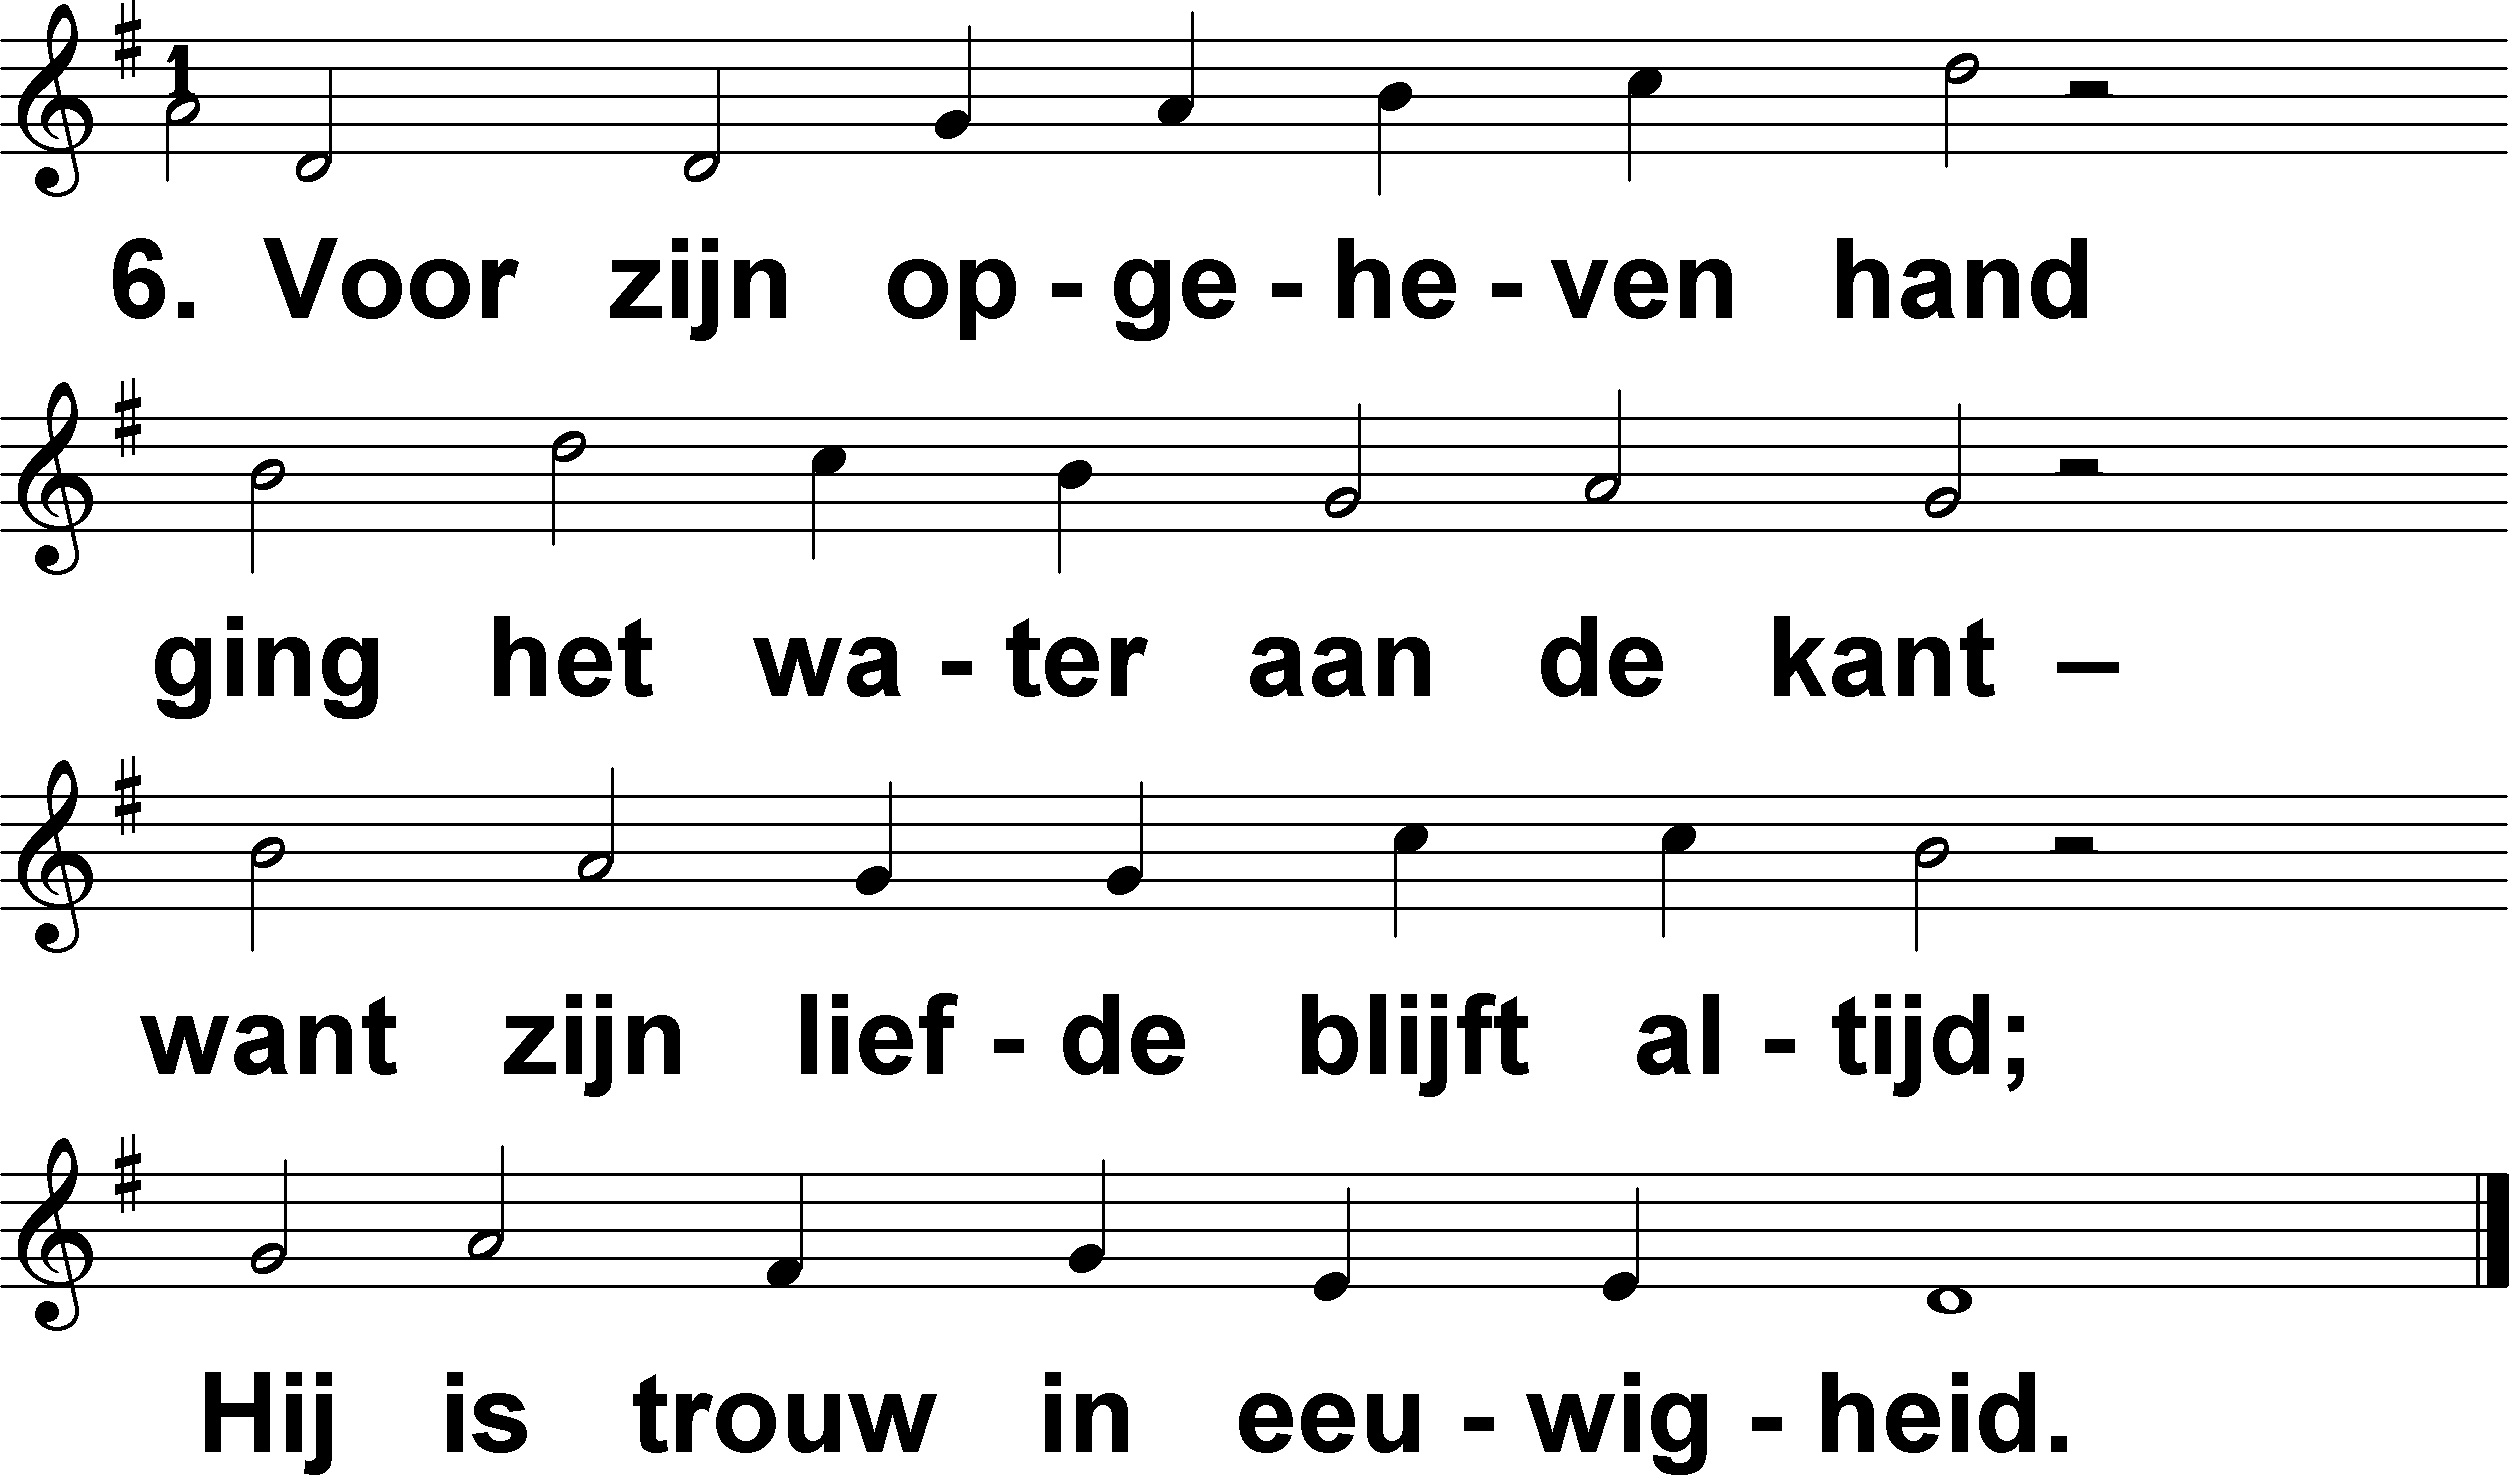 1
6. Voor zijn op - ge - he - ven hand
ging het wa - ter aan de kant –
want zijn lief - de blijft al - tijd;
Hij is trouw in eeu - wig - heid.